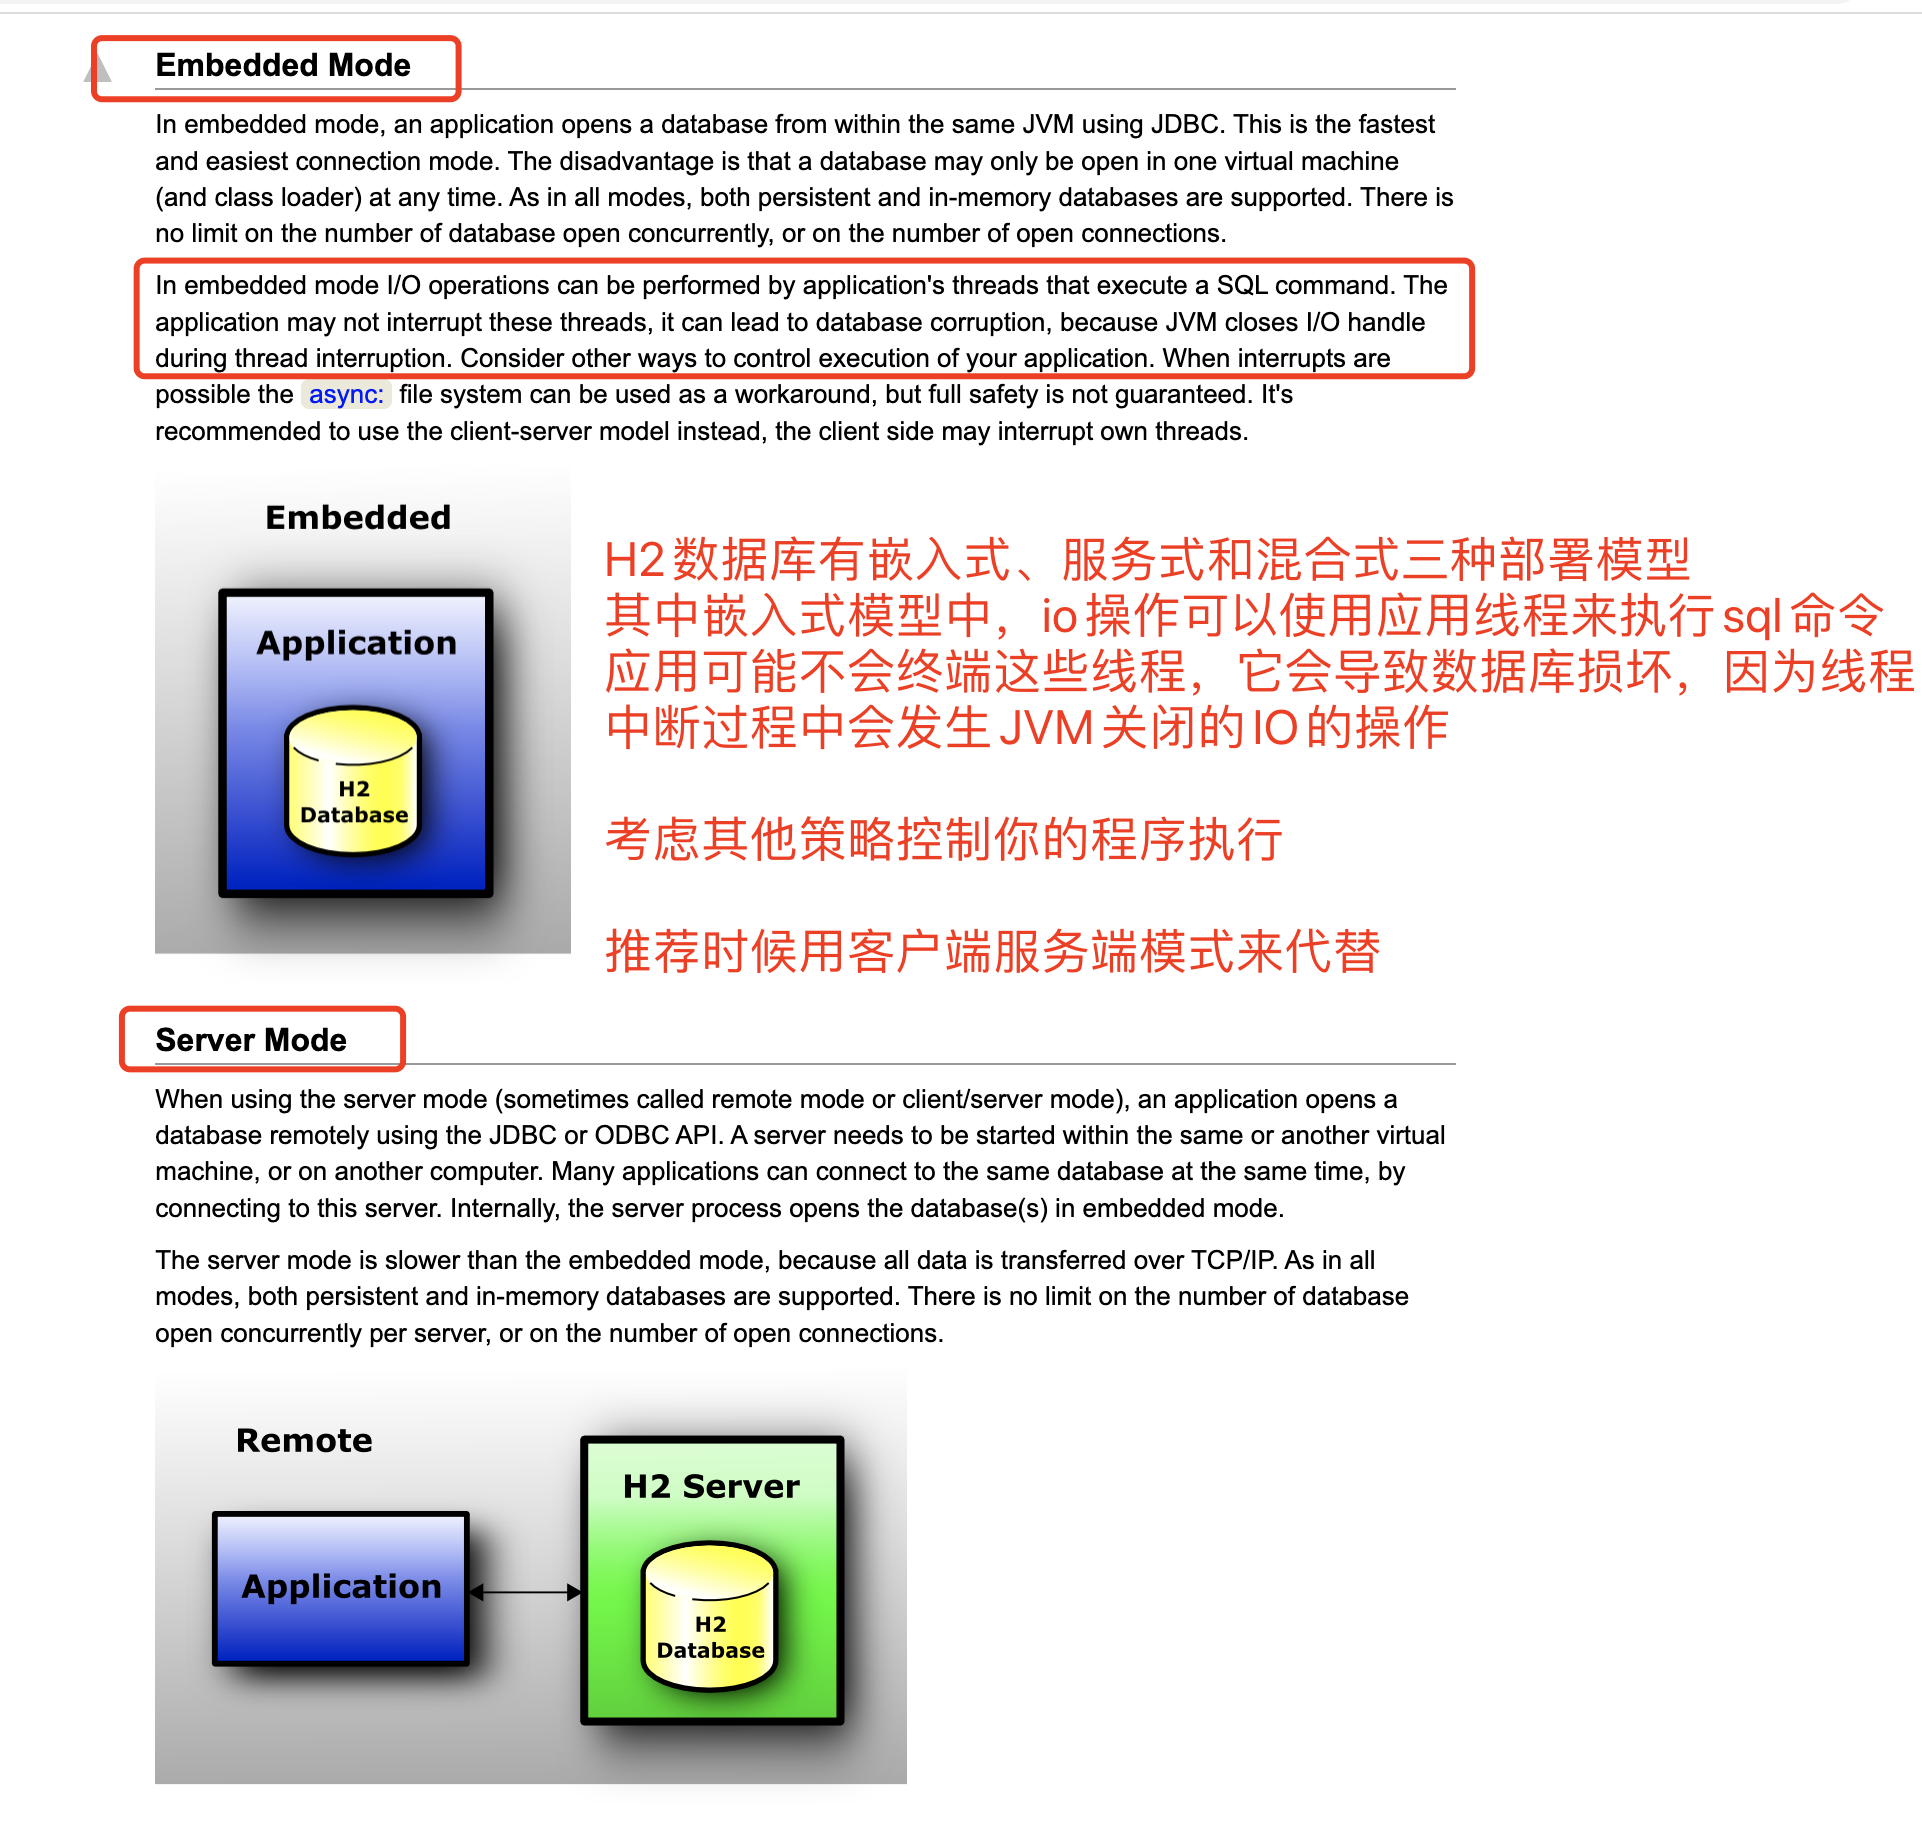 Embedded Mode
In embedded mode, an application opens a database from within the same JVM using JDBC. This is the fastest
and easiest connection mode. The disadvantage is that a database may only be open in one virtual machine
(and class loader) at any time. As in all modes, both persistent and in-memory databases are supported. There is
no limit on the number of database open concurrently, or on the number of open connections.
In embedded mode I/O operations can be performed by application's threads that execute a SQL command. The
application may not interrupt these threads, it can lead to database corruption, because JVM closes I/O handle
during thread interruption. Consider other ways to control execution of your application. When interrupts are
possible the async: file system can be used as a workaround, but full safety is not guaranteed. It's
recommended to use the client-server model instead, the client side may interrupt own threads.
Embedded
Application
H2
Database
H2数据库有嵌入式、服务式和混合式三种部署模型
其中嵌入式模型中，io操作可以使用应用线程来执行sql命令
应用可能不会终端这些线程，它会导致数据库损坏，因为线程
中断过程中会发生JVM关闭的IO的操作
考虑其他策略控制你的程序执行
推荐时候用客户端服务端模式来代替
Server Mode
When using the server mode (sometimes called remote mode or client/server mode), an application opens a
database remotely using the JDBC or ODBC API. A server needs to be started within the same or another virtual
machine, or on another computer. Many applications can connect to the same database at the same time, by
connecting to this server. Internally, the server process opens the database(s) in embedded mode.
The server mode is slower than the embedded mode, because all data is transferred over TCP/IP. As in all
modes, both persistent and in-memory databases are supported. There is no limit on the number of database
open concurrently per server, or on the number of open connections.
Remote
Application
H2 Server
H2
Database